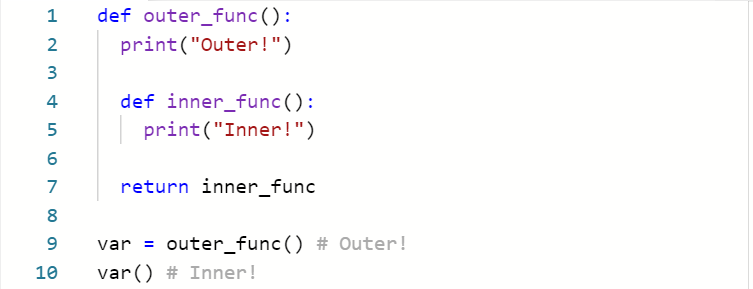 1 def outer_func():
2   print("Outer!")
3
4   def inner_func():
5     print("Inner!")
6
7   return inner_func
8
9 var = outer_func() # Outer!
10 var() # Inner!